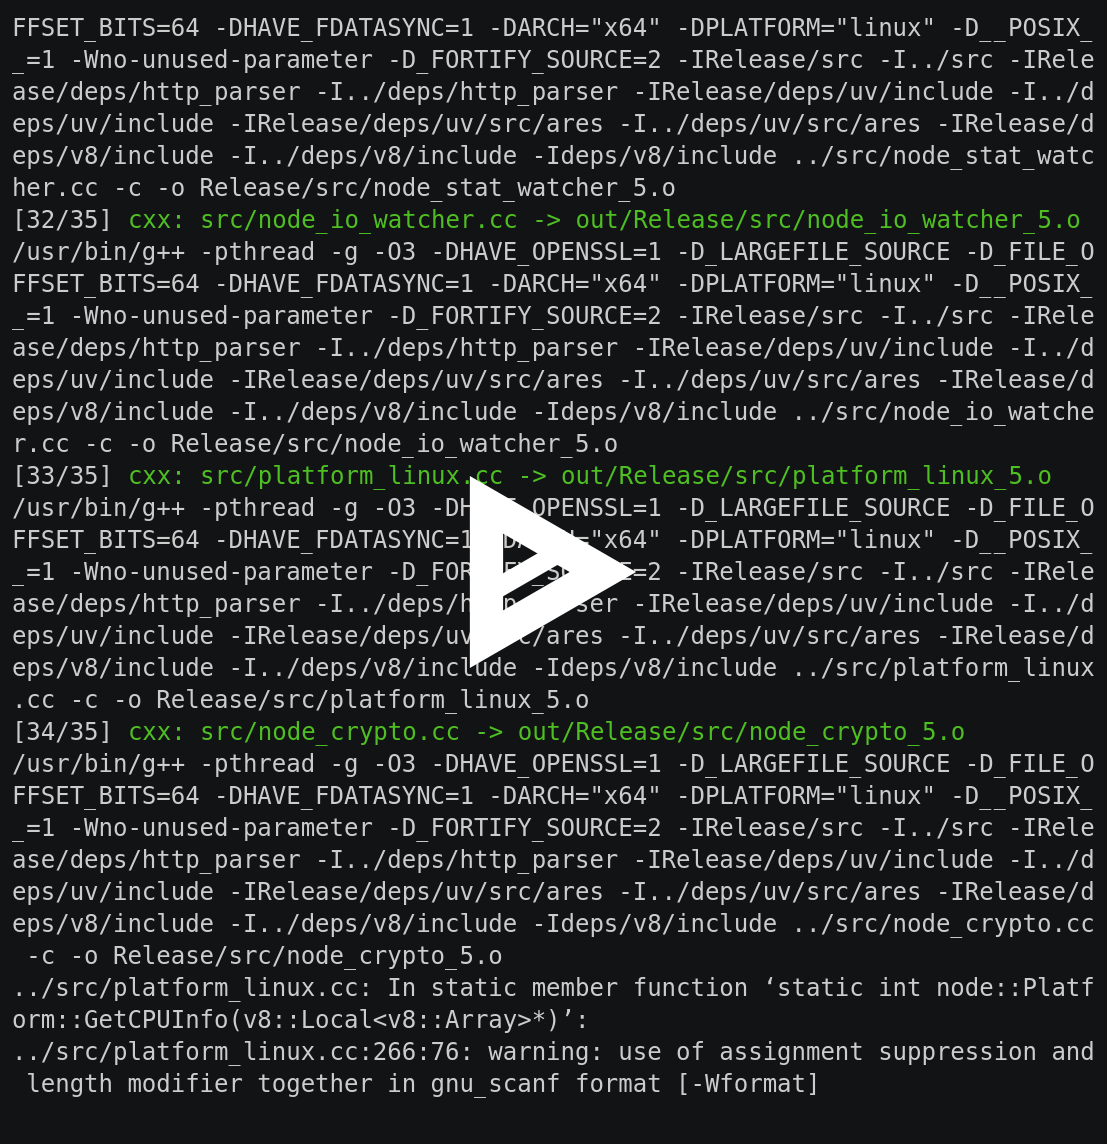 FFSET_BITS=64 -DHAVE_FDATASYNC=1 -DARCH="x64" -DPLATFORM="linux" -D__POSIX_
_=1 -Wno-unused-parameter -D_FORTIFY_SOURCE=2 -IRelease/src -I../src -IRele
ase/deps/http_parser -I../deps/http_parser -IRelease/deps/uv/include -I../d
eps/uv/include -IRelease/deps/uv/src/ares -I../deps/uv/src/ares -IRelease/d
eps/v8/include -I../deps/v8/include -Ideps/v8/include ../src/node_stat_watc
her.cc -c -o Release/src/node_stat_watcher_5.o
[32/35] cxx: src/node_io_watcher.cc -> out/Release/src/node_io_watcher_5.o
/usr/bin/g++ -pthread -g -O3 -DHAVE_OPENSSL=1 -D_LARGEFILE_SOURCE -D_FILE_O
FFSET_BITS=64 -DHAVE_FDATASYNC=1 -DARCH="x64" -DPLATFORM="linux" -D__POSIX_
_=1 -Wno-unused-parameter -D_FORTIFY_SOURCE=2 -IRelease/src -I../src -IRele
ase/deps/http_parser -I../deps/http_parser -IRelease/deps/uv/include -I../d
eps/uv/include -IRelease/deps/uv/src/ares -I../deps/uv/src/ares -IRelease/d
eps/v8/include -I../deps/v8/include -Ideps/v8/include ../src/node_io_watche
r.cc -c -o Release/src/node_io_watcher_5.o
[33/35] cxx: src/platform_linux.cc -> out/Release/src/platform_linux_5.o
/usr/bin/g++ -pthread -g -O3 -DHAVE_OPENSSL=1 -D_LARGEFILE_SOURCE -D_FILE_O
FFSET_BITS=64 -DHAVE_FDATASYNC=1 -DARCH="x64" -DPLATFORM="linux" -D__POSIX_
_=1 -Wno-unused-parameter -D_FORTIFY_SOURCE=2 -IRelease/src -I../src -IRele
ase/deps/http_parser -I../deps/http_parser -IRelease/deps/uv/include -I../d
eps/uv/include -IRelease/deps/uv/src/ares -I../deps/uv/src/ares -IRelease/d
eps/v8/include -I../deps/v8/include -Ideps/v8/include ../src/platform_linux
.cc -c -o Release/src/platform_linux_5.o
[34/35] cxx: src/node_crypto.cc -> out/Release/src/node_crypto_5.o
/usr/bin/g++ -pthread -g -O3 -DHAVE_OPENSSL=1 -D_LARGEFILE_SOURCE -D_FILE_O
FFSET_BITS=64 -DHAVE_FDATASYNC=1 -DARCH="x64" -DPLATFORM="linux" -D__POSIX_
_=1 -Wno-unused-parameter -D_FORTIFY_SOURCE=2 -IRelease/src -I../src -IRele
ase/deps/http_parser -I../deps/http_parser -IRelease/deps/uv/include -I../d
eps/uv/include -IRelease/deps/uv/src/ares -I../deps/uv/src/ares -IRelease/d
eps/v8/include -I../deps/v8/include -Ideps/v8/include ../src/node_crypto.cc
 -c -o Release/src/node_crypto_5.o
../src/platform_linux.cc: In static member function ‘static int node::Platf
orm::GetCPUInfo(v8::Local<v8::Array>*)’:
../src/platform_linux.cc:266:76: warning: use of assignment suppression and
 length modifier together in gnu_scanf format [-Wformat]